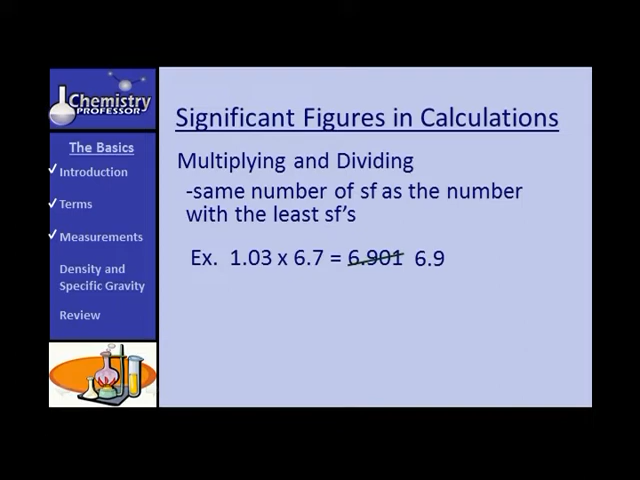 Chemistry
PROFESSOR
The Basics
Introduction
Terms
Measurements
Density and
Specific Gravity
Review
Significant Figures in Calculations
Multiplying and Dividing
-same number of sf as the number
with the least sf's
Ex. 1.03 x 6.7 = 6.901 6.9